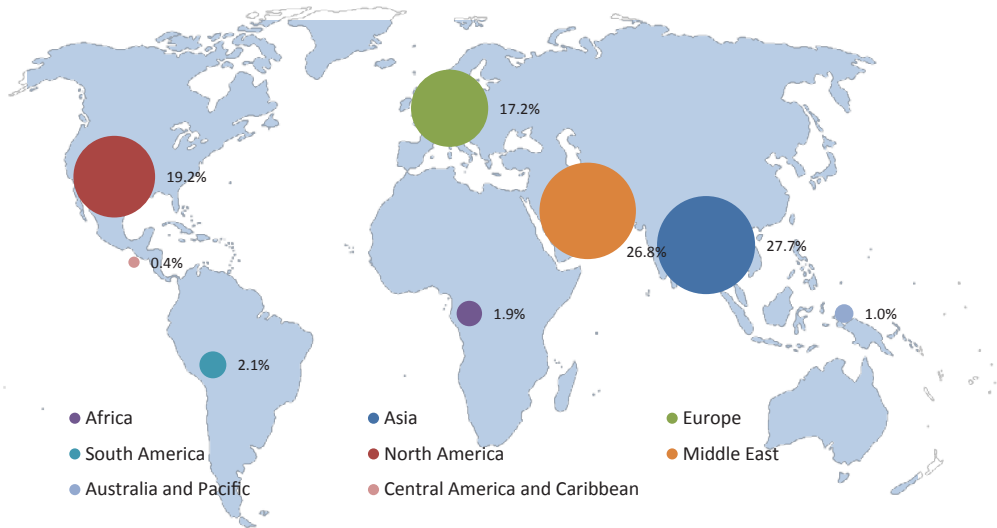 17.2%
19.2%
26.8%
27.7%
0.4%
1.9%
1.0%
2.1%
Africa
Asia
Europe
South America
North America
Middle East
Australia and Pacific
Central America and Caribbean